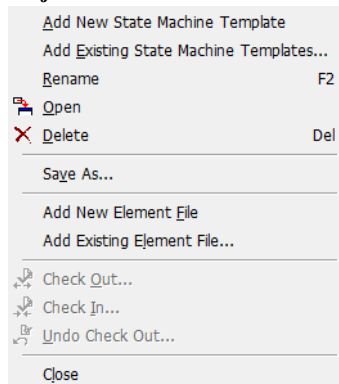 Add New State Machine Template
Add Existing State Machine Templates...
Rename F2
Open
Delete Del
Save As...
Add New Element File
Add Existing Element File...
Check Out...
Check In...
Undo Check Out...
Close